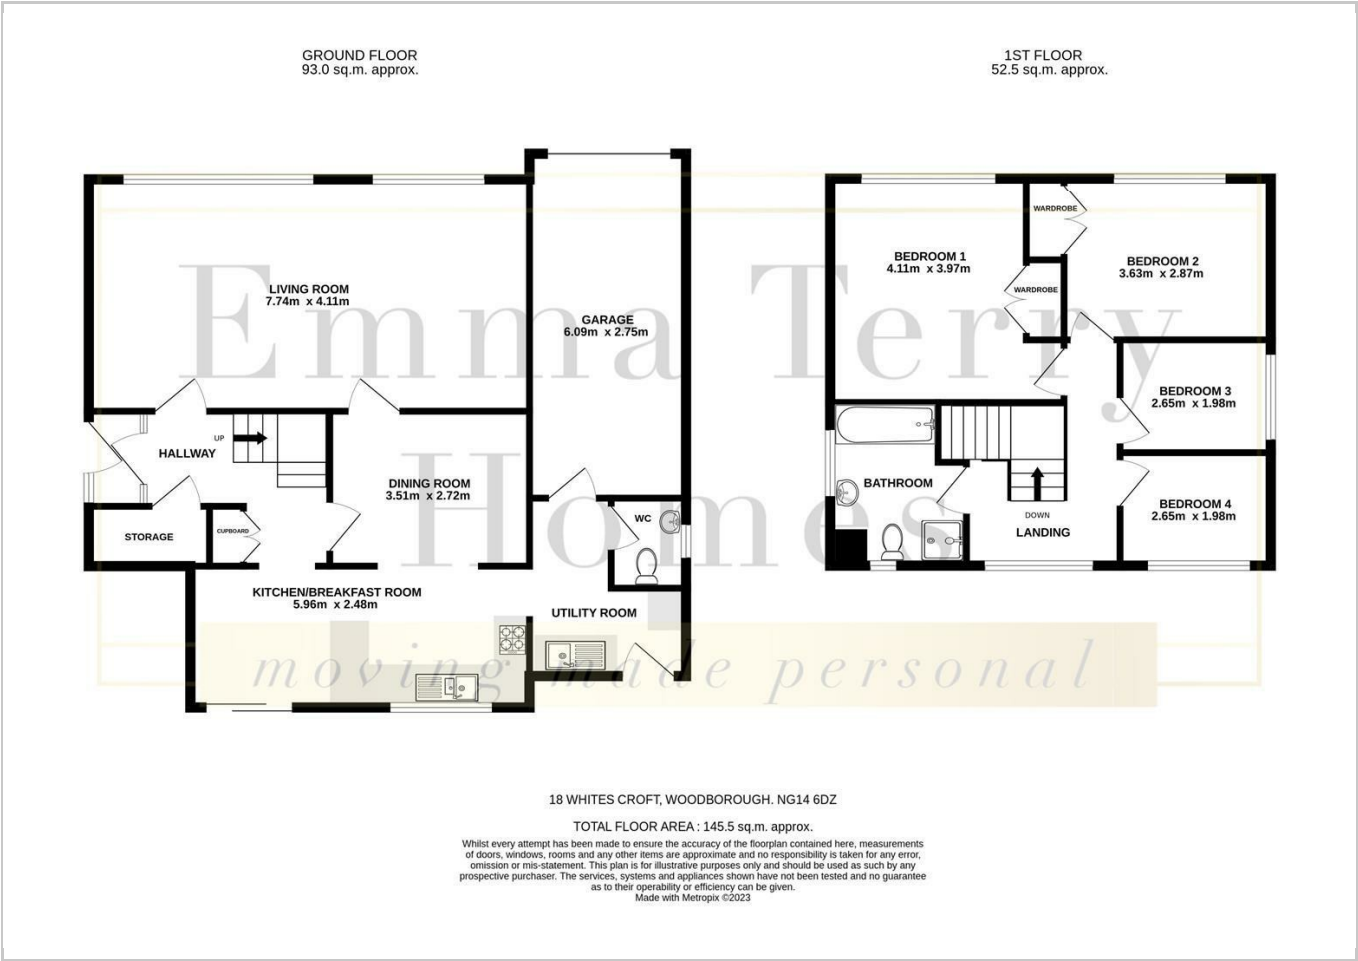 GROUND FLOOR
93.0 sq.m. approx.
1ST FLOOR
52.5 sq.m. approx.
LIVING ROOM
7.74m x 4.11m
GARAGE
6.09m x 2.75m
UP
HALLWAY
DINING ROOM
3.51m x 2.72m
STORAGE
CUPBOARD
WC
KITCHEN/BREAKFAST ROOM
5.96m x 2.48m
UTILITY ROOM
WARDROBE
BEDROOM 1
4.11m x 3.97m
BEDROOM 2
3.63m x 2.87m
WARDROBE
BEDROOM 3
2.65m x 1.98m
BATHROOM
BEDROOM 4
2.65m x 1.98m
DOWN
LANDING
Emma Terry
Homes
moving made personal
18 WHITES CROFT, WOODBOROUGH. NG14 6DZ
TOTAL FLOOR AREA : 145.5 sq.m. approx.
Whilst every attempt has been made to ensure the accuracy of the floorplan contained here, measurements
of doors, windows, rooms and any other items are approximate and no responsibility is taken for any error,
omission or mis-statement. This plan is for illustrative purposes only and should be used as such by any
prospective purchaser. The services, systems and appliances shown have not been tested and no guarantee
as to their operability or efficiency can be given.
Made with Metropix ©2023